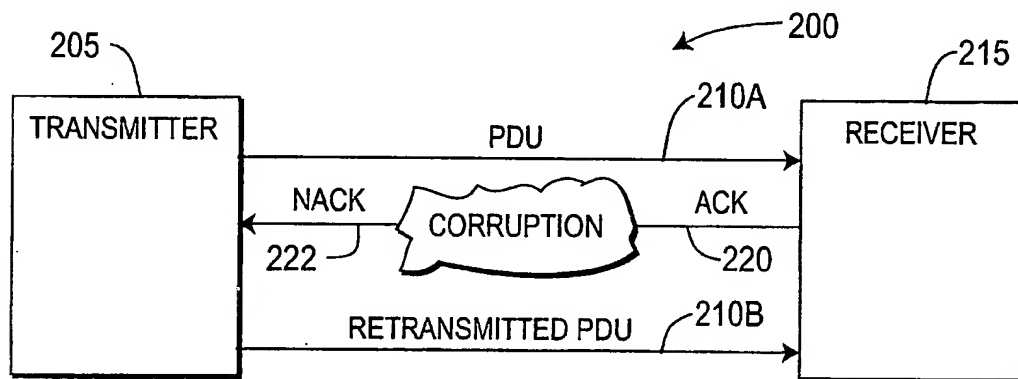 200
205
215
210A
TRANSMITTER
RECEIVER
PDU
NACK
CORRUPTION
ACK
222
220
RETRANSMITTED PDU
210B